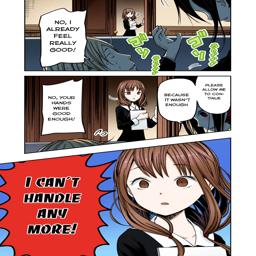 NO, I
ALREADY
FEEL
REALLY
GOOD!
PLEASE
ALLOW ME
TO CON-
TINUE
BECAUSE
IT WASN'T
ENOUGH
NO, YOUR
HANDS
WERE
GOOD
ENOUGH!
I CAN'T
HANDLE
ANY
MORE!